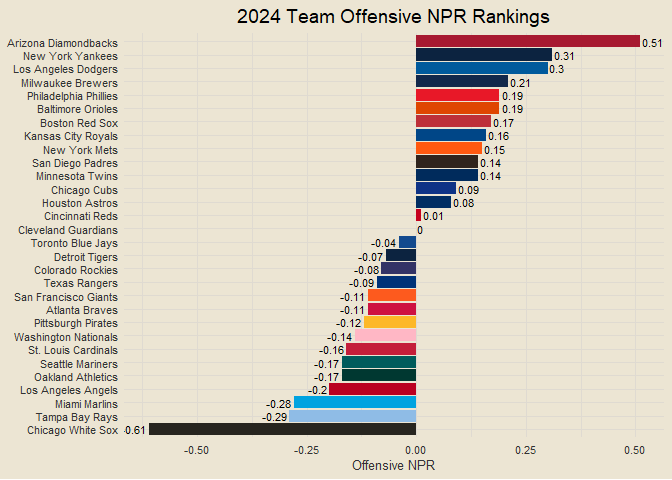 2024 Team Offensive NPR Rankings
Arizona Diamondbacks 0.51
New York Yankees 0.31
Los Angeles Dodgers 0.3
Milwaukee Brewers 0.21
Philadelphia Phillies 0.19
Baltimore Orioles 0.19
Boston Red Sox 0.17
Kansas City Royals 0.16
New York Mets 0.15
San Diego Padres 0.14
Minnesota Twins 0.14
Chicago Cubs 0.09
Houston Astros 0.08
Cincinnati Reds 0.01
Cleveland Guardians 0
Toronto Blue Jays -0.04
Detroit Tigers -0.07
Colorado Rockies -0.08
Texas Rangers -0.09
San Francisco Giants -0.11
Atlanta Braves -0.11
Pittsburgh Pirates -0.12
Washington Nationals -0.14
St. Louis Cardinals -0.16
Seattle Mariners -0.17
Oakland Athletics -0.17
Los Angeles Angels -0.2
Miami Marlins -0.28
Tampa Bay Rays -0.29
Chicago White Sox -0.61
-0.50 -0.25 0.00 0.25 0.50
Offensive NPR